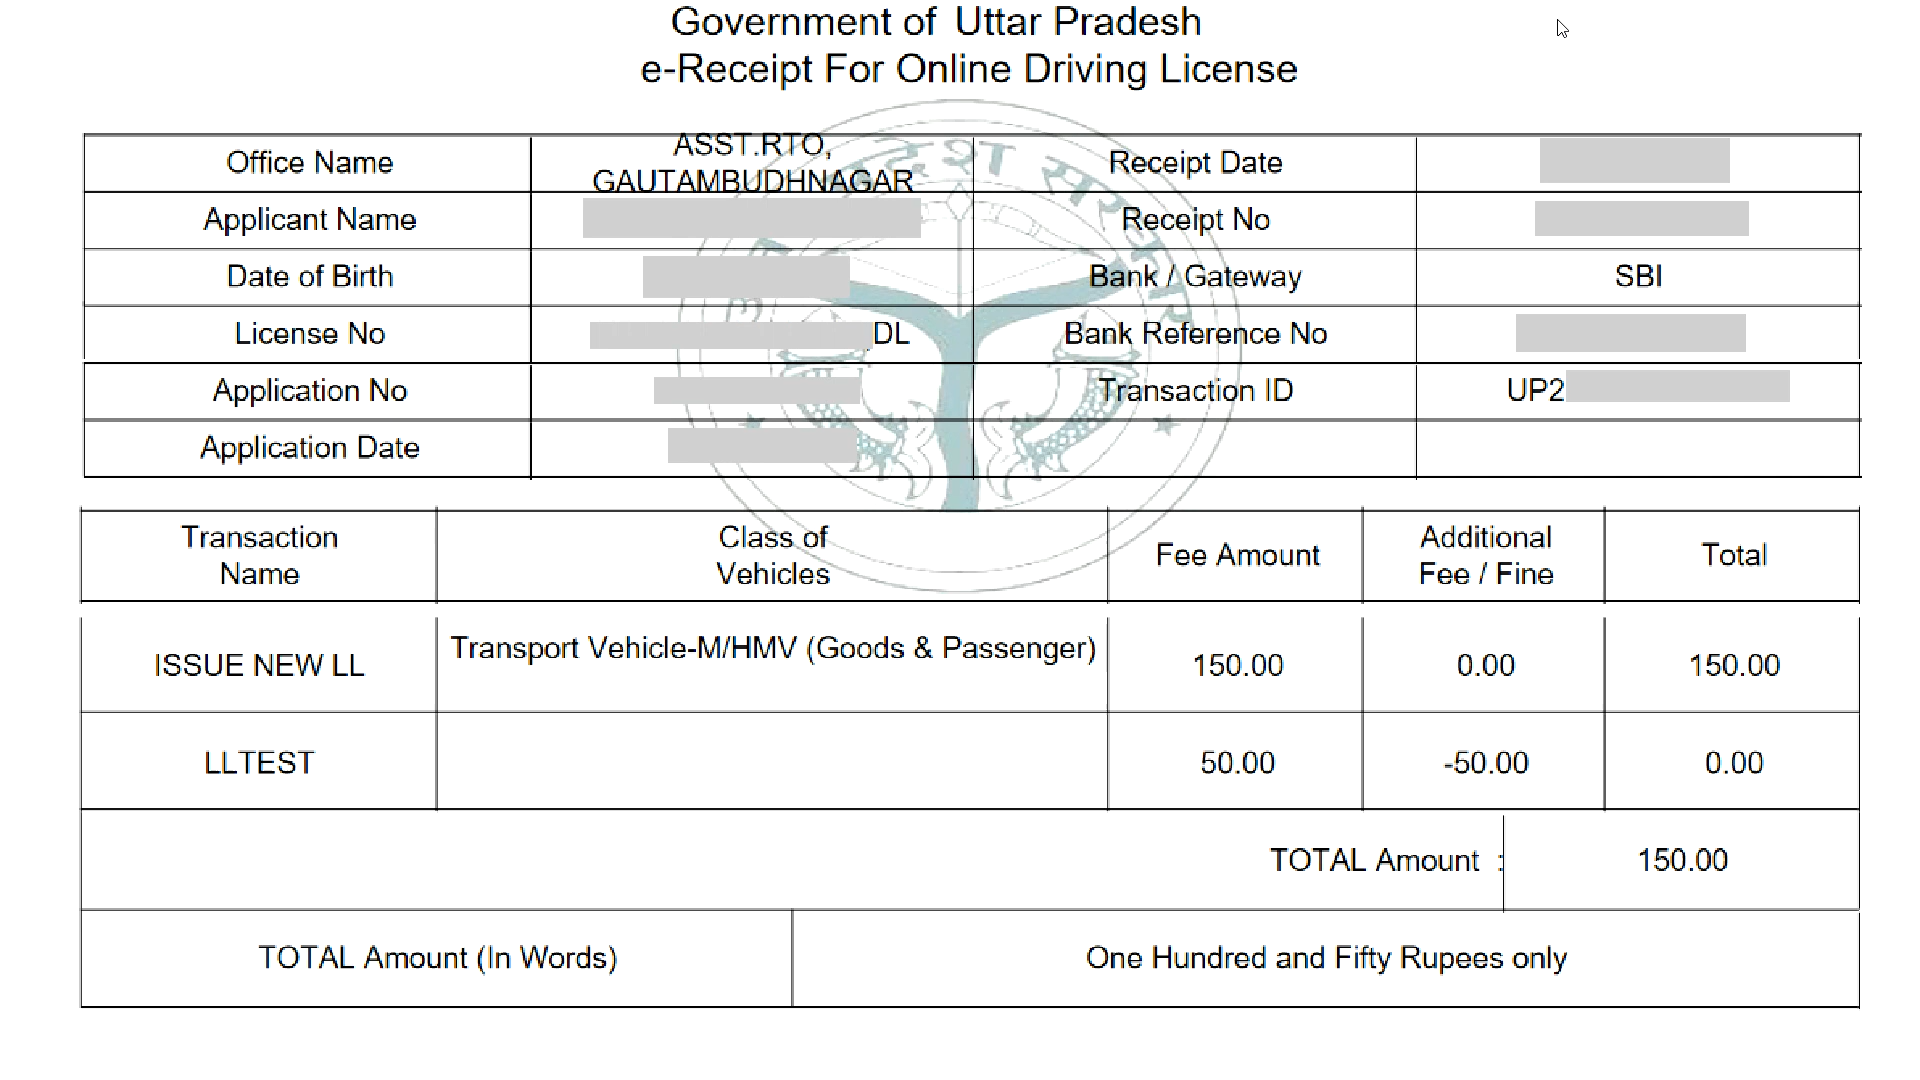 Government of Uttar Pradesh
e-Receipt For Online Driving License
Office Name ASST.RTO, GAUTAMBUDHNAGAR Receipt Date
Applicant Name Receipt No
Date of Birth Bank / Gateway SBI
License No DL Bank Reference No
Application No Transaction ID UP2
Application Date
Transaction Name Class of Vehicles Fee Amount Additional Fee / Fine Total
ISSUE NEW LL Transport Vehicle-M/HMV (Goods & Passenger) 150.00 0.00 150.00
LLTEST 50.00 -50.00 0.00
TOTAL Amount : 150.00
TOTAL Amount (In Words) One Hundred and Fifty Rupees only